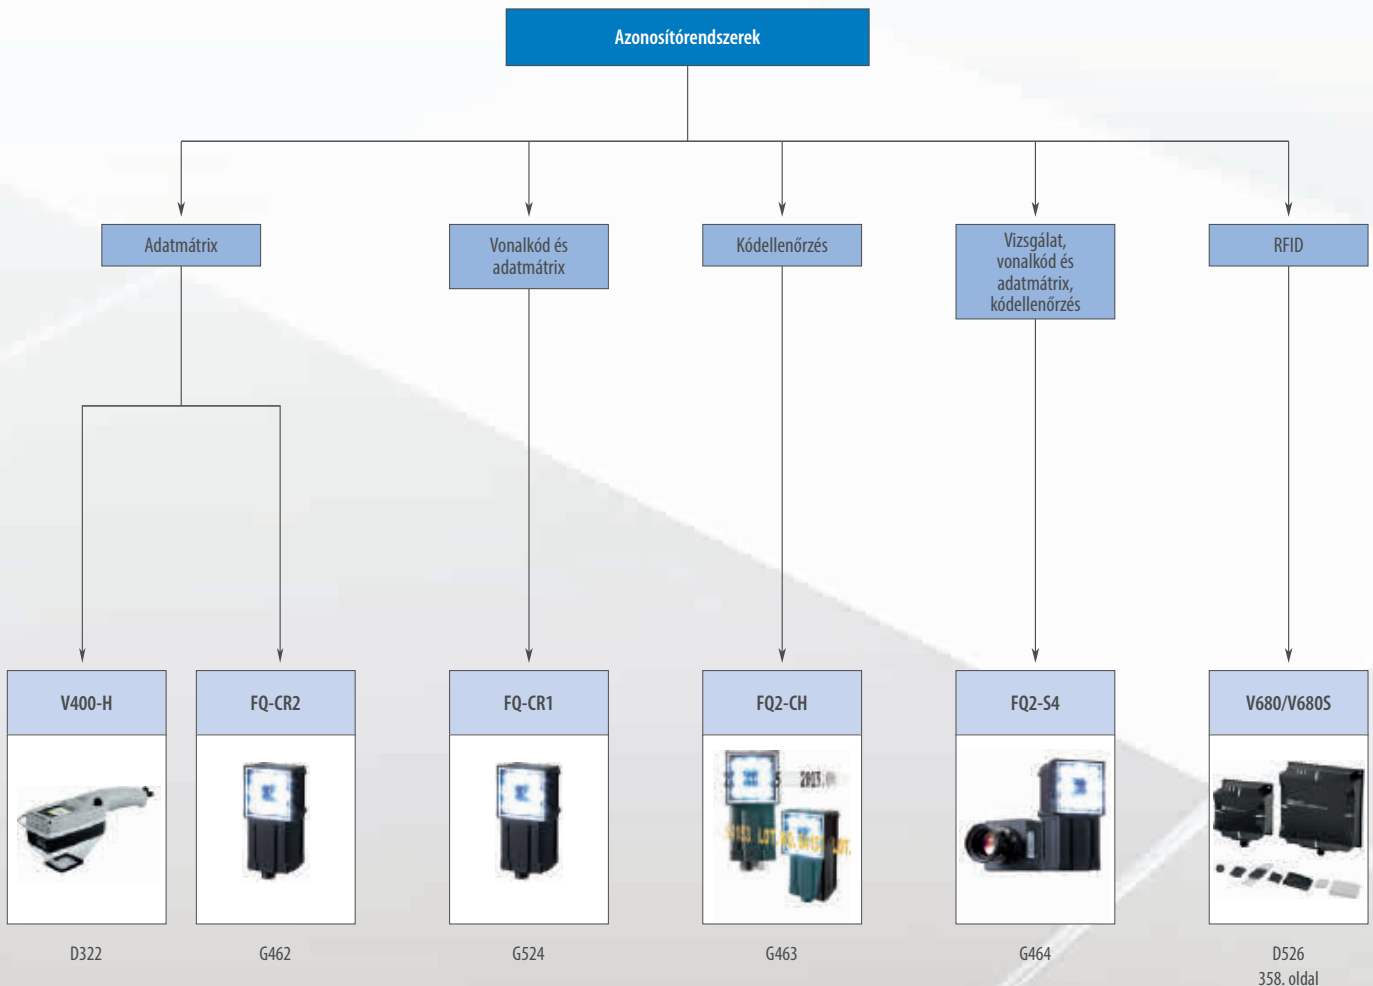 Azonosítórendszerek
Adatmátrix
Vonalkód és
adatmátrix
Kódellenőrzés
Vizsgálat,
vonalkód és
adatmátrix,
kódellenőrzés
RFID
V400-H
FQ-CR2
FQ-CR1
FQ2-CH
FQ2-S4
V680/V680S
D322
G462
G524
G463
G464
D526
358. oldal